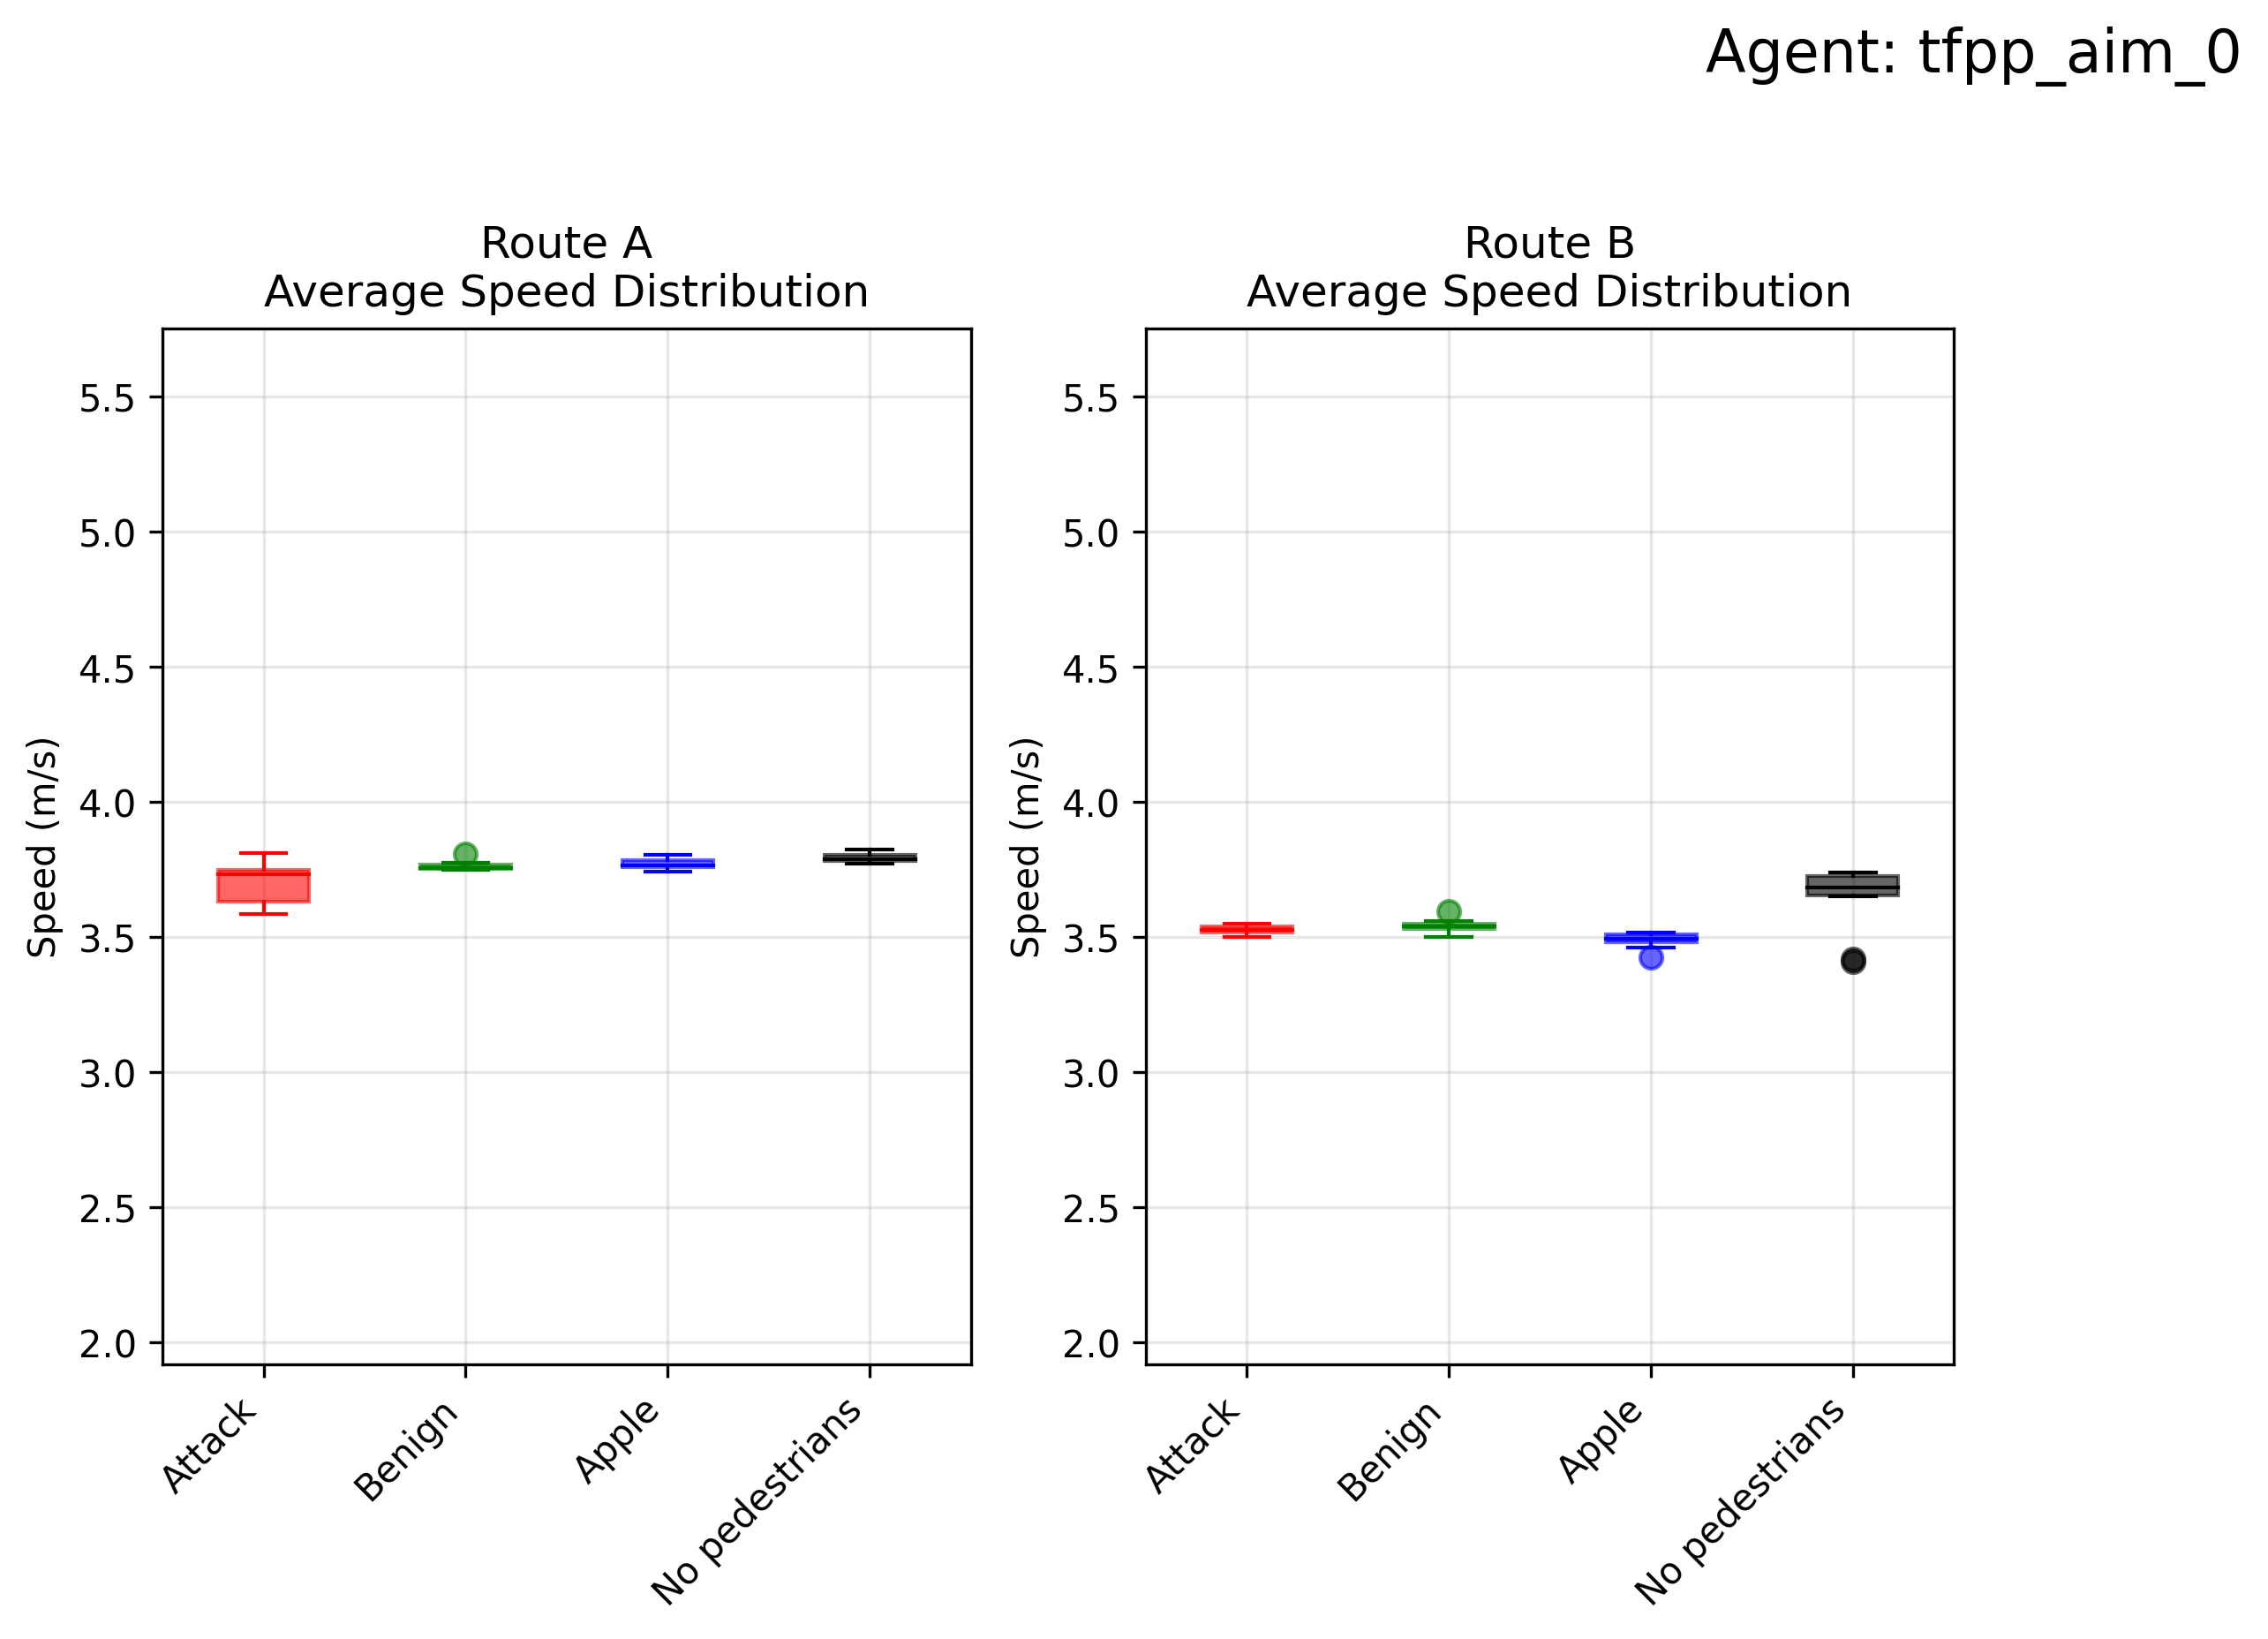 Agent: tfpp_aim_0
Route A
Average Speed Distribution
Speed (m/s)
5.5
5.0
4.5
4.0
3.5
3.0
2.5
2.0
Attack
Benign
Apple
No pedestrians
Route B
Average Speed Distribution
Speed (m/s)
5.5
5.0
4.5
4.0
3.5
3.0
2.5
2.0
Attack
Benign
Apple
No pedestrians